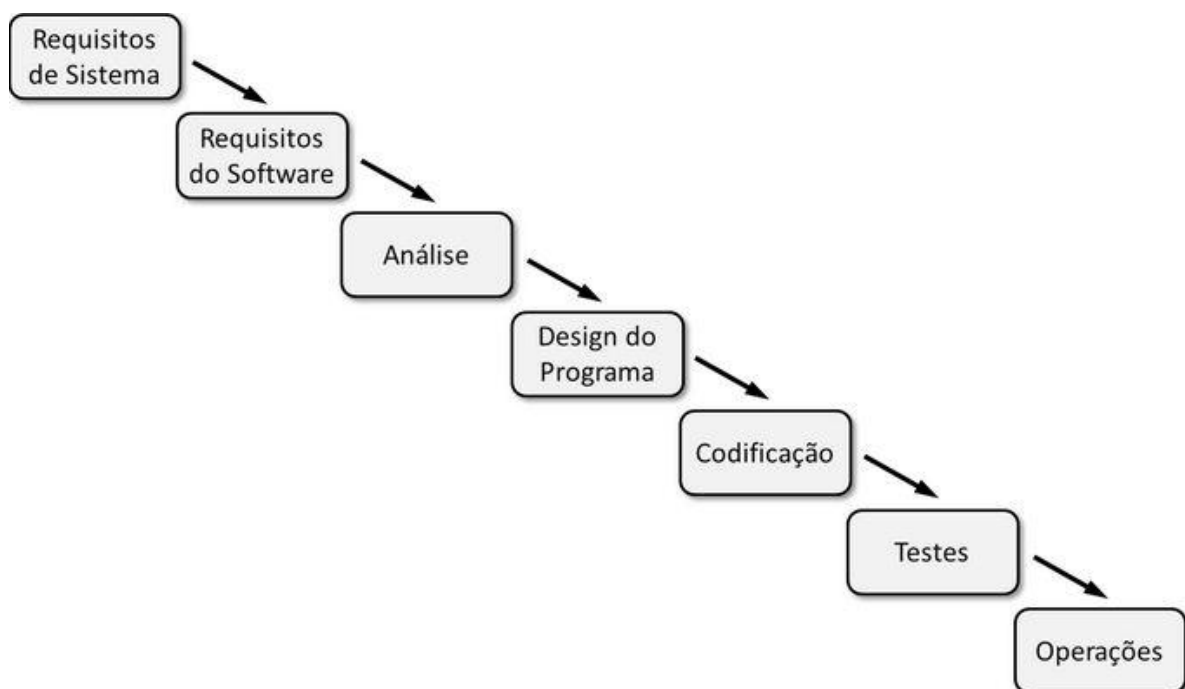 Requisitos
de Sistema
Requisitos
do Software
Análise
Design do
Programa
Codificação
Testes
Operações